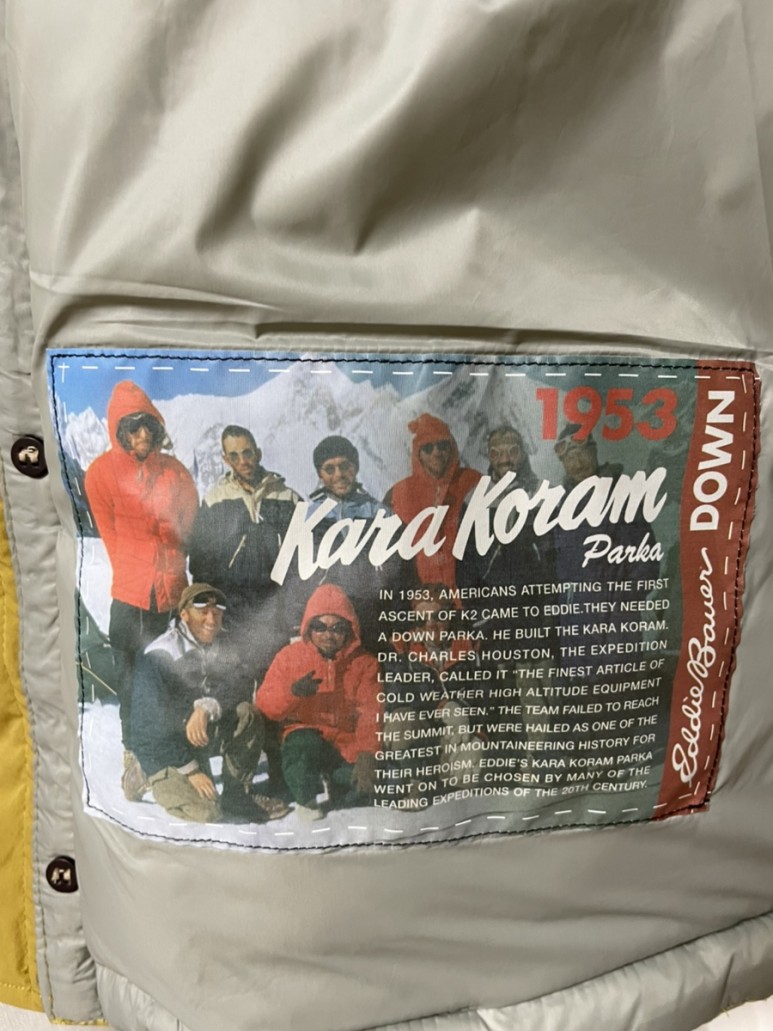 1953
Kara Koram
Parka
IN 1953, AMERICANS ATTEMPTING THE FIRST
ASCENT OF K2 CAME TO EDDIE.THEY NEEDED
A DOWN PARKA. HE BUILT THE KARA KORAM.
DR. CHARLES HOUSTON, THE EXPEDITION
LEADER, CALLED IT "THE FINEST ARTICLE OF
COLD WEATHER HIGH ALTITUDE EQUIPMENT
I HAVE EVER SEEN." THE TEAM FAILED TO REACH
THE SUMMIT, BUT WERE HAILED AS ONE OF THE
GREATEST IN MOUNTAINEERING HISTORY FOR
THEIR HEROISM. EDDIE'S KARA KORAM PARKA
WENT ON TO BE CHOSEN BY MANY OF THE
LEADING EXPEDITIONS OF THE 20TH CENTURY.
Eddie Bauer DOWN